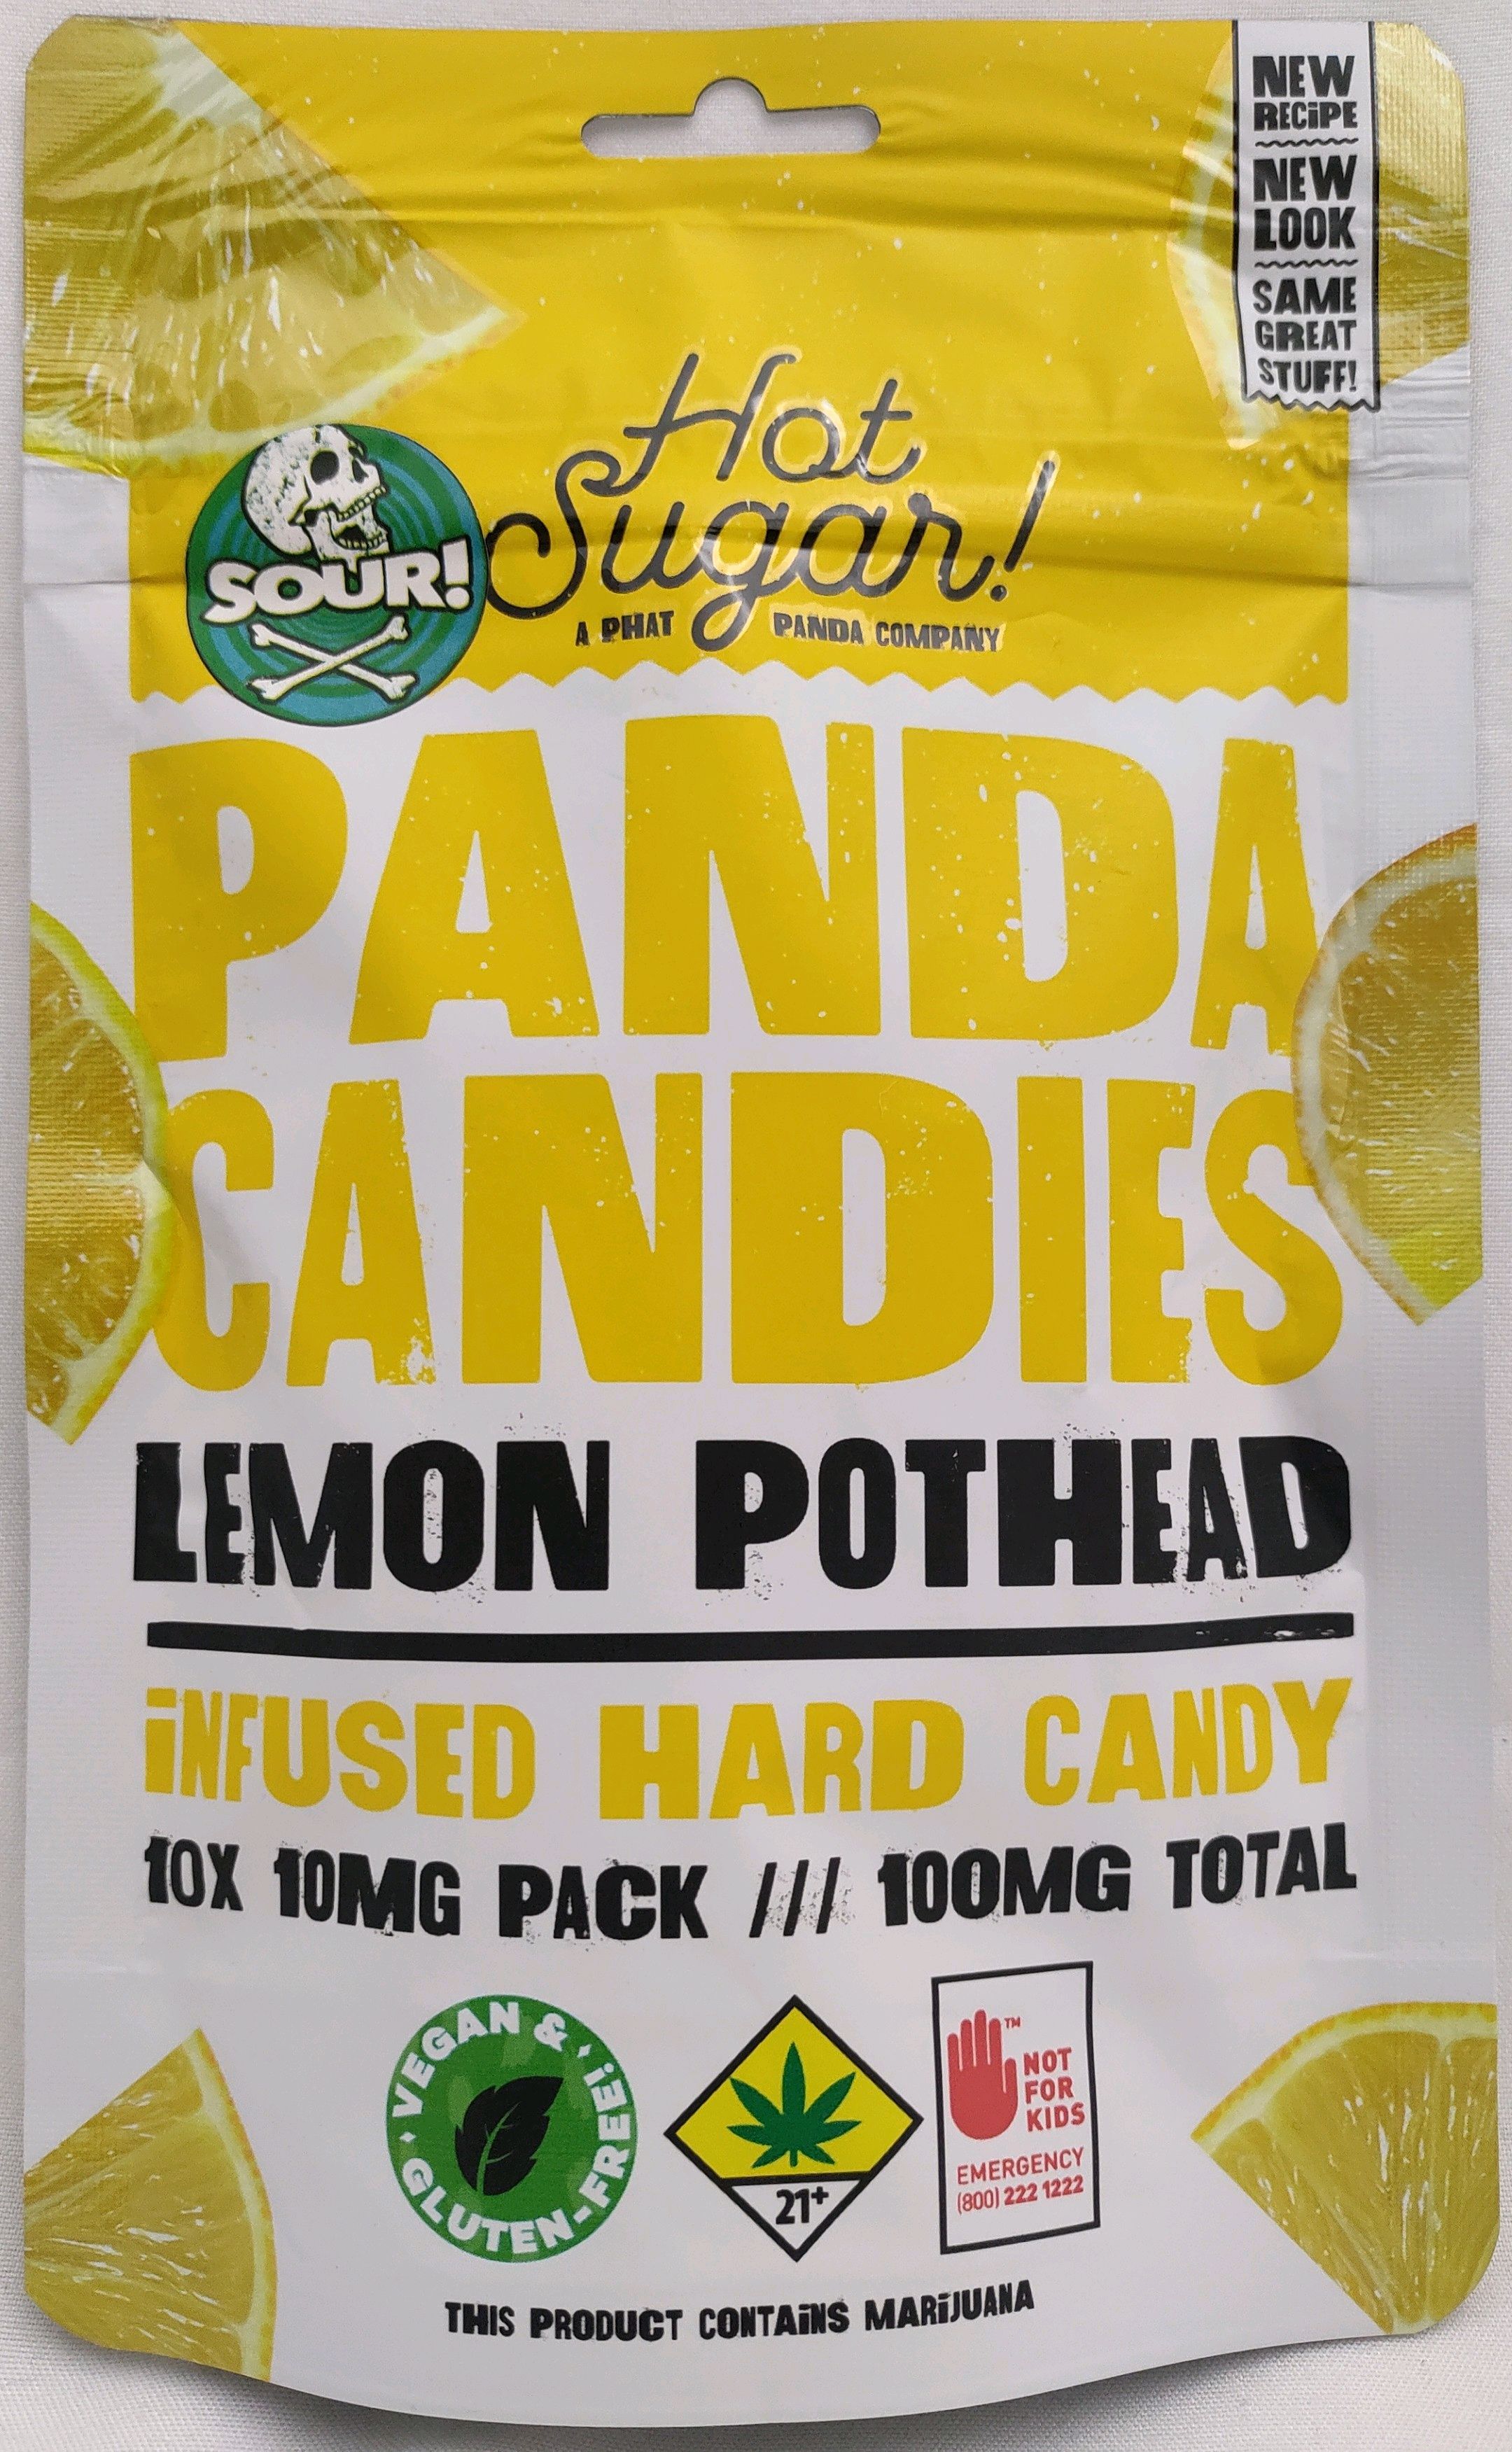 NEW
RECiPE
NEW
LOOK
SAME
GREAT
STUFF!
Hot
Sugar!
A PHAT PANDA COMPANY
SOUR!
PANDA
CANDIES
LEMON POTHEAD
iNFUSED HARD CANDY
10X 10MG PACK /// 100MG TOTAL
VEGAN & GLUTEN-FREE!
21+
™
NOT
FOR
KIDS
EMERGENCY
(800) 222 1222
THIS PRODUCT CONTAiNS MARiJUANA